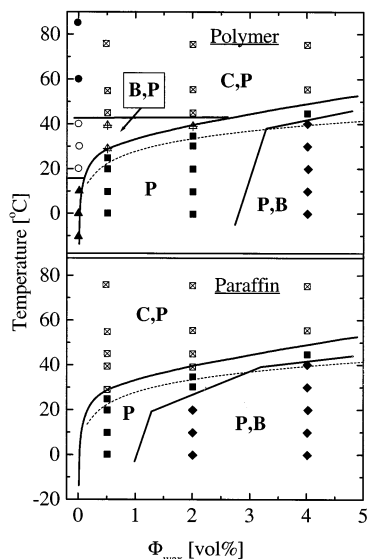 80
Polymer
C,P
60
B,P
40
20
P
P,B
0
Temperature [°C]
80
Paraffin
C,P
60
40
20
P
P,B
0
-20
0 1 2 3 4 5
Φwax [vol%]